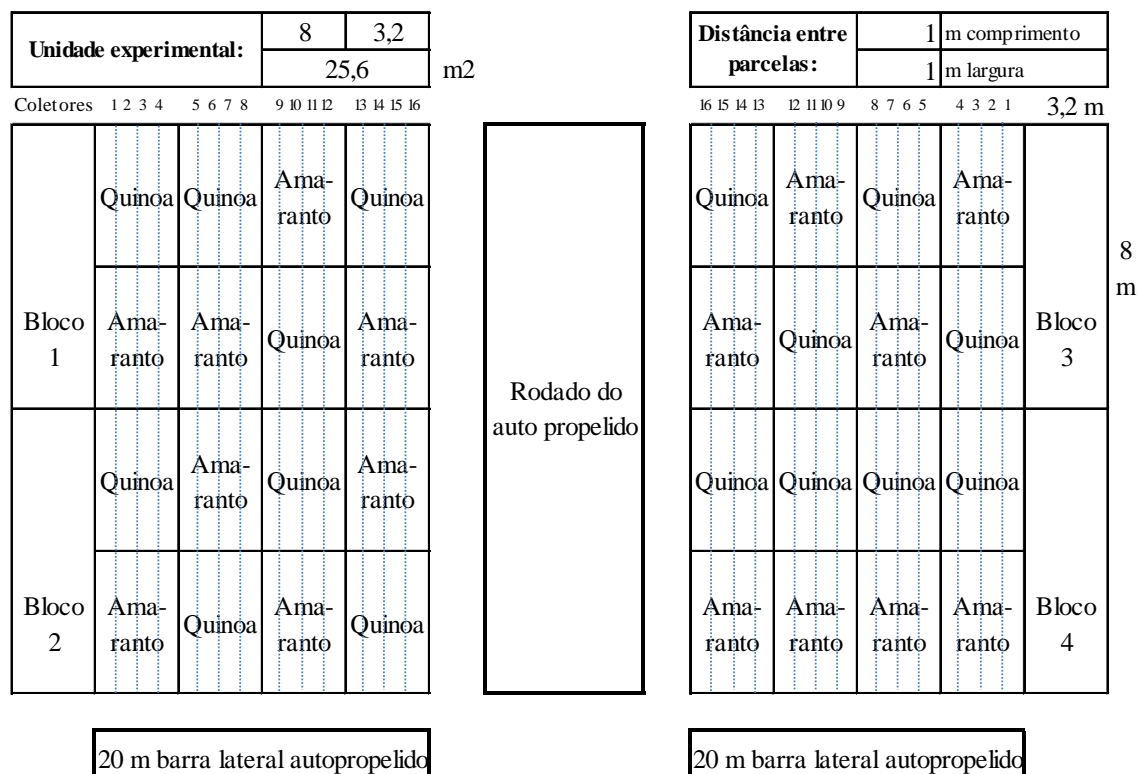 Unidade experimental:
8 3,2
25,6 m2
Distância entre parcelas:
1 m comprimento
1 m largura
Coletores 1 2 3 4 5 6 7 8 9 10 11 12 13 14 15 16
16 15 14 13 12 11 10 9 8 7 6 5 4 3 2 1 3,2 m
Quinoa Quinoa Ama-ranto Quinoa
Bloco 1
Ama-ranto Ama-ranto Quinoa Ama-ranto
Quinoa Ama-ranto Quinoa Ama-ranto
Bloco 2
Ama-ranto Quinoa Ama-ranto Quinoa
Rodado do
auto propelido
Quinoa Ama-ranto Quinoa Ama-ranto
8
m
Ama-ranto Quinoa Ama-ranto Quinoa
Bloco 3
Quinoa Quinoa Quinoa Quinoa
Ama-ranto Ama-ranto Ama-ranto Ama-ranto
Bloco 4
20 m barra lateral autopropelido
20 m barra lateral autopropelido